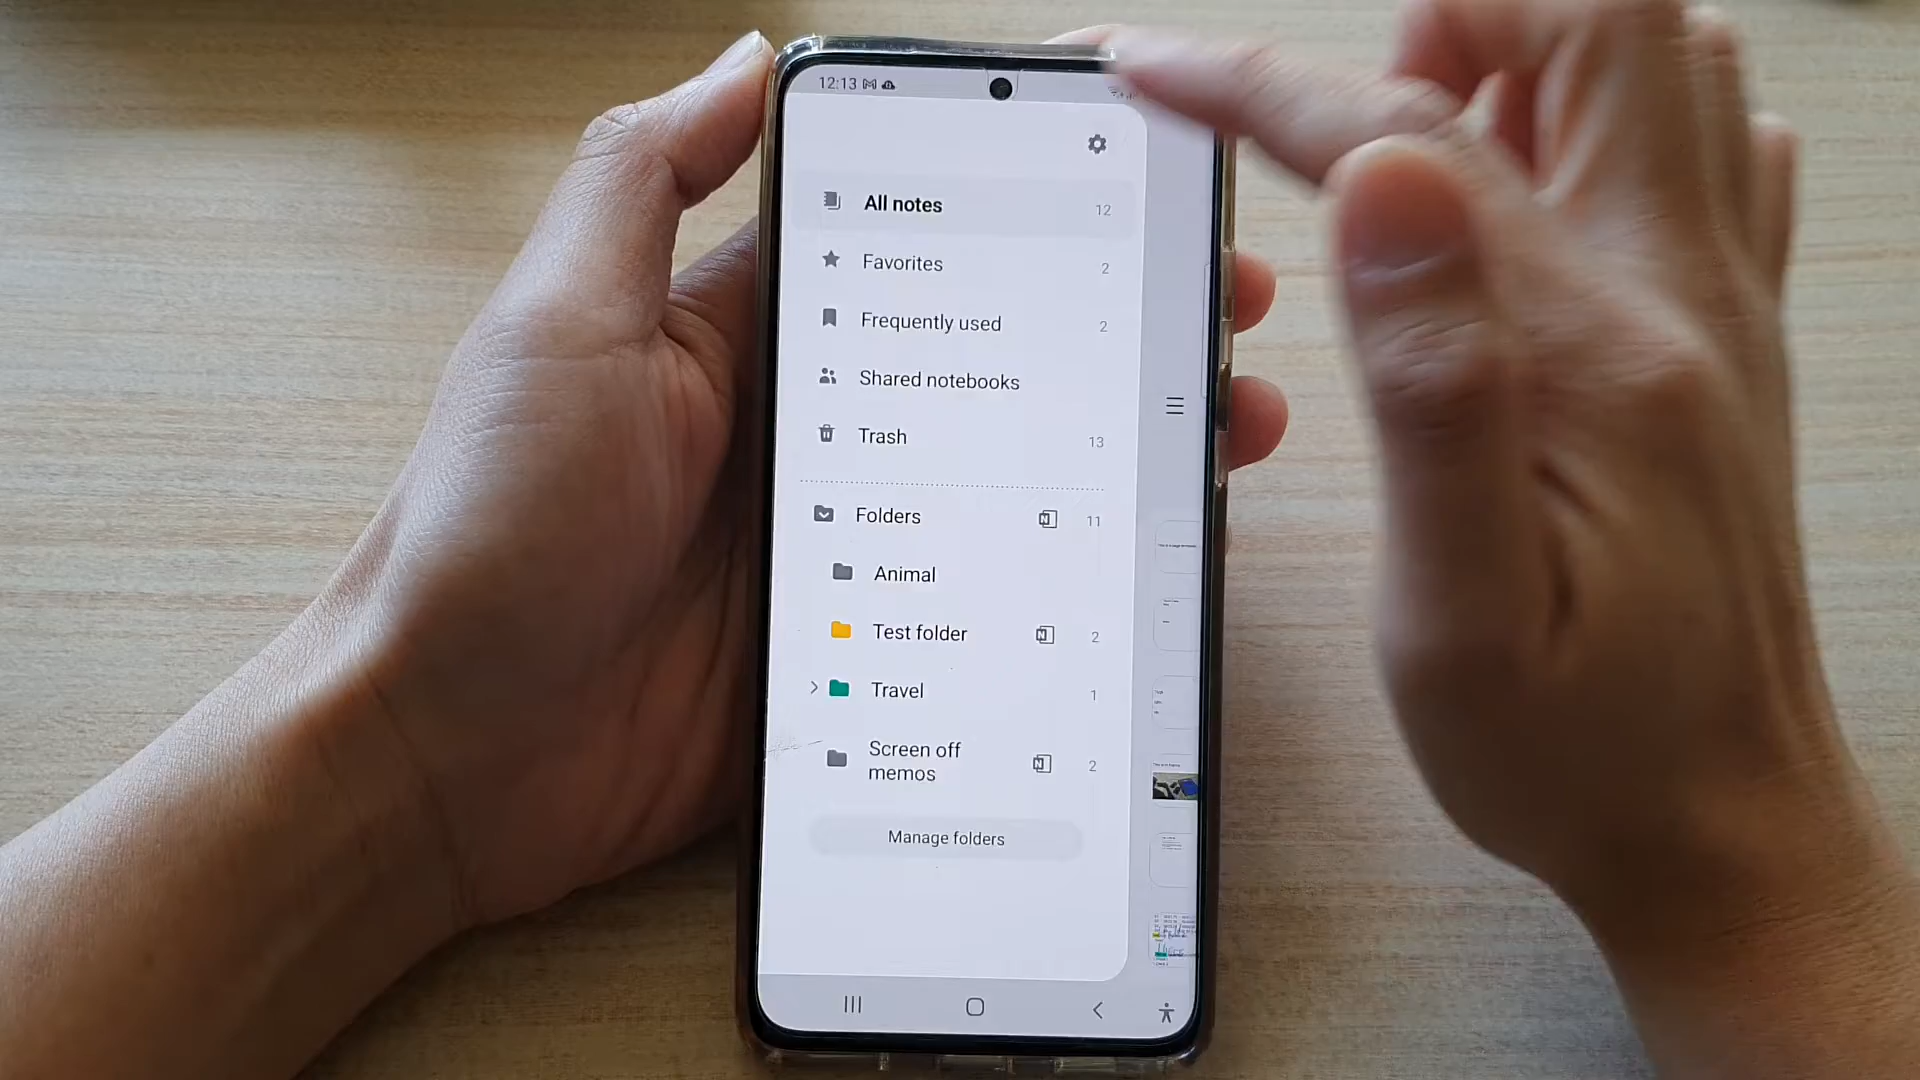 12:13
All notes 12
Favorites 2
Frequently used 2
Shared notebooks
Trash 13
Folders 11
Animal
Test folder 2
Travel 1
Screen off
memos 2
Manage folders